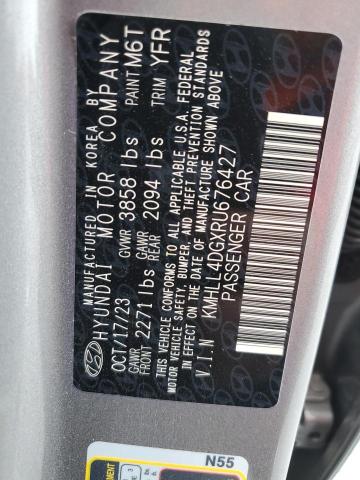 MANUFACTURED IN KOREA BY
HYUNDAI MOTOR COMPANY
OCT/17/23 GVWR 3858 lbs PAINT M6T
GAWR FRONT 2271 lbs GAWR REAR 2094 lbs TRIM YFR
THIS VEHICLE CONFORMS TO ALL APPLICABLE U.S.A. FEDERAL
MOTOR VEHICLE SAFETY, BUMPER, AND THEFT PREVENTION STANDARDS
IN EFFECT ON THE DATE OF MANUFACTURE SHOWN ABOVE
V.I.N KMHLL4DGXRU676427
PASSENGER CAR
N55